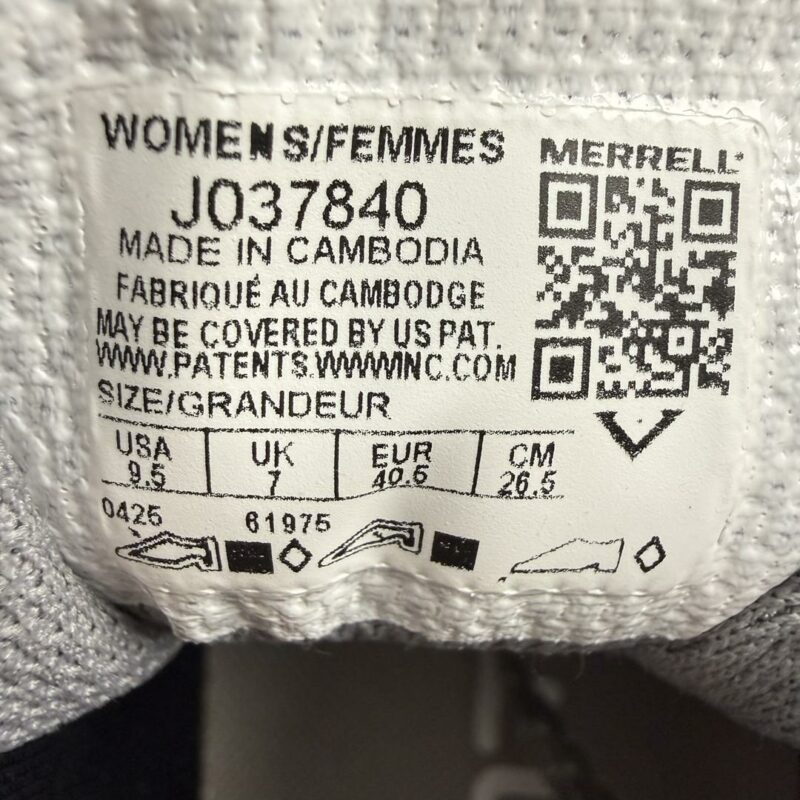 WOMENS/FEMMES
MERRELL
J037840
MADE IN CAMBODIA
FABRIQUÉ AU CAMBODGE
MAY BE COVERED BY US PAT.
WWW.PATENTS.WWWINC.COM
SIZE/GRANDEUR
USA UK EUR CM
9.5 7 40.5 26.5
0425 61975